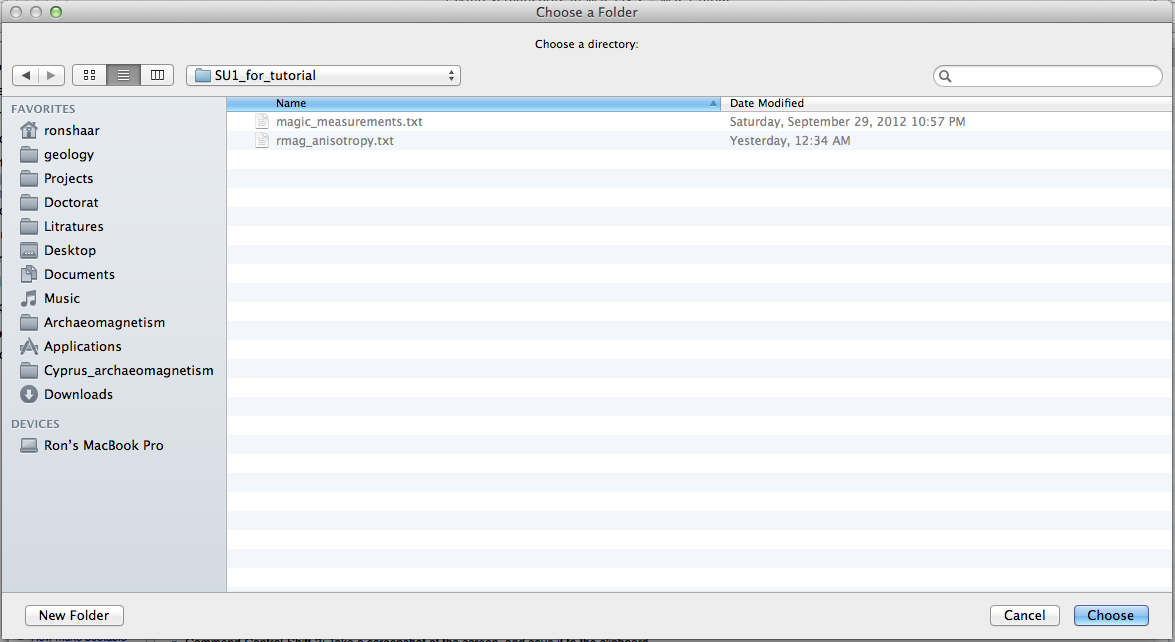 Choose a Folder
Choose a directory:
SU1_for_tutorial
FAVORITES
ronshaar
geology
Projects
Doctorat
Litratures
Desktop
Documents
Music
Archaeomagnetism
Applications
Cyprus_archaeomagnetism
Downloads
DEVICES
Ron's MacBook Pro
Name Date Modified
magic_measurements.txt Saturday, September 29, 2012 10:57 PM
rmag_anisotropy.txt Yesterday, 12:34 AM
New Folder Cancel Choose